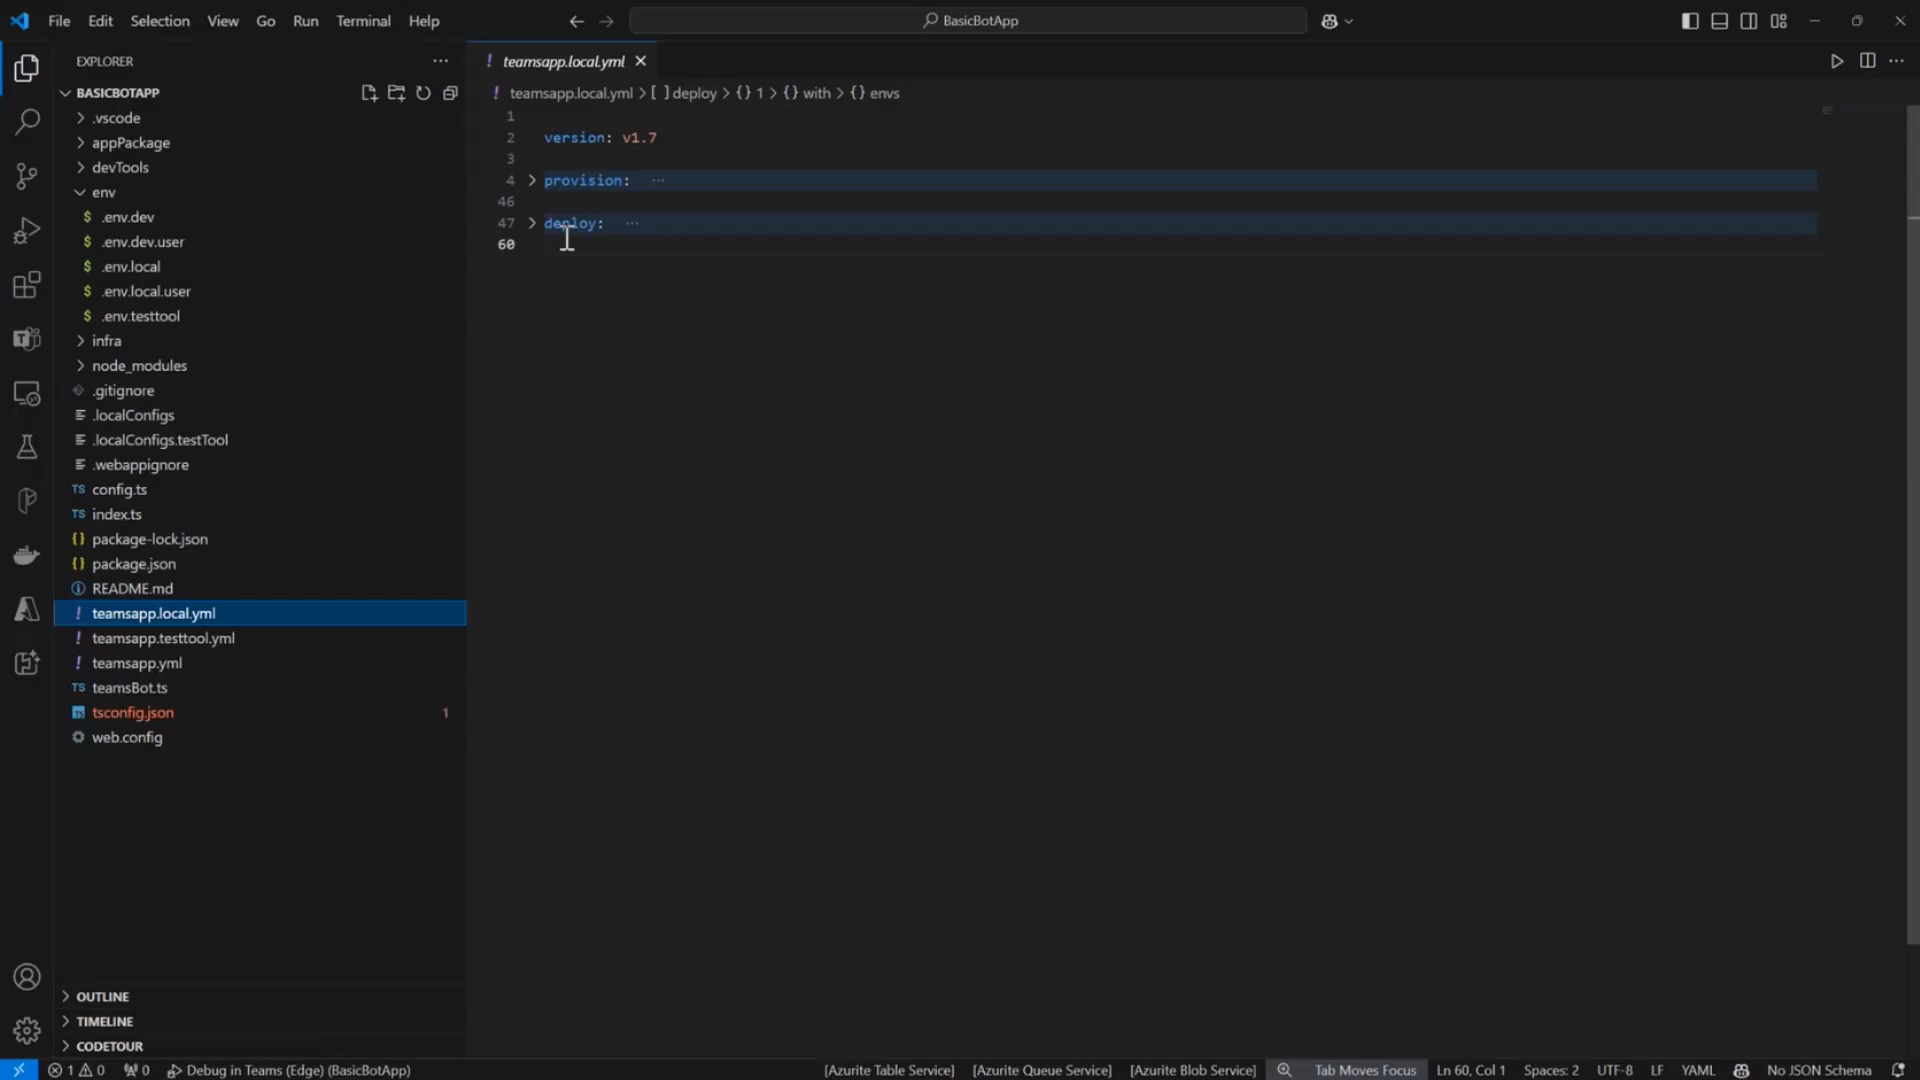 File Edit Selection View Go Run Terminal Help
BasicBotApp
EXPLORER
BASICBOTAPP
.vscode
appPackage
devTools
env
$ .env.dev
$ .env.dev.user
$ .env.local
$ .env.local.user
$ .env.testtool
infra
node_modules
.gitignore
.localConfigs
.localConfigs.testTool
.webappignore
TS config.ts
TS index.ts
{} package-lock.json
{} package.json
README.md
! teamsapp.local.yml
! teamsapp.testtool.yml
! teamsapp.yml
TS teamsBot.ts
tsconfig.json 1
web.config
OUTLINE
TIMELINE
CODETOUR
! teamsapp.local.yml
! teamsapp.local.yml > [ ] deploy > {} 1 > {} with > {} envs
1
2 version: v1.7
3
4 provision: ...
46
47 deploy: ...
60
1 0 0 Debug in Teams (Edge) (BasicBotApp) [Azurite Table Service] [Azurite Queue Service] [Azurite Blob Service] Tab Moves Focus Ln 60, Col 1 Spaces: 2 UTF-8 LF YAML No JSON Schema